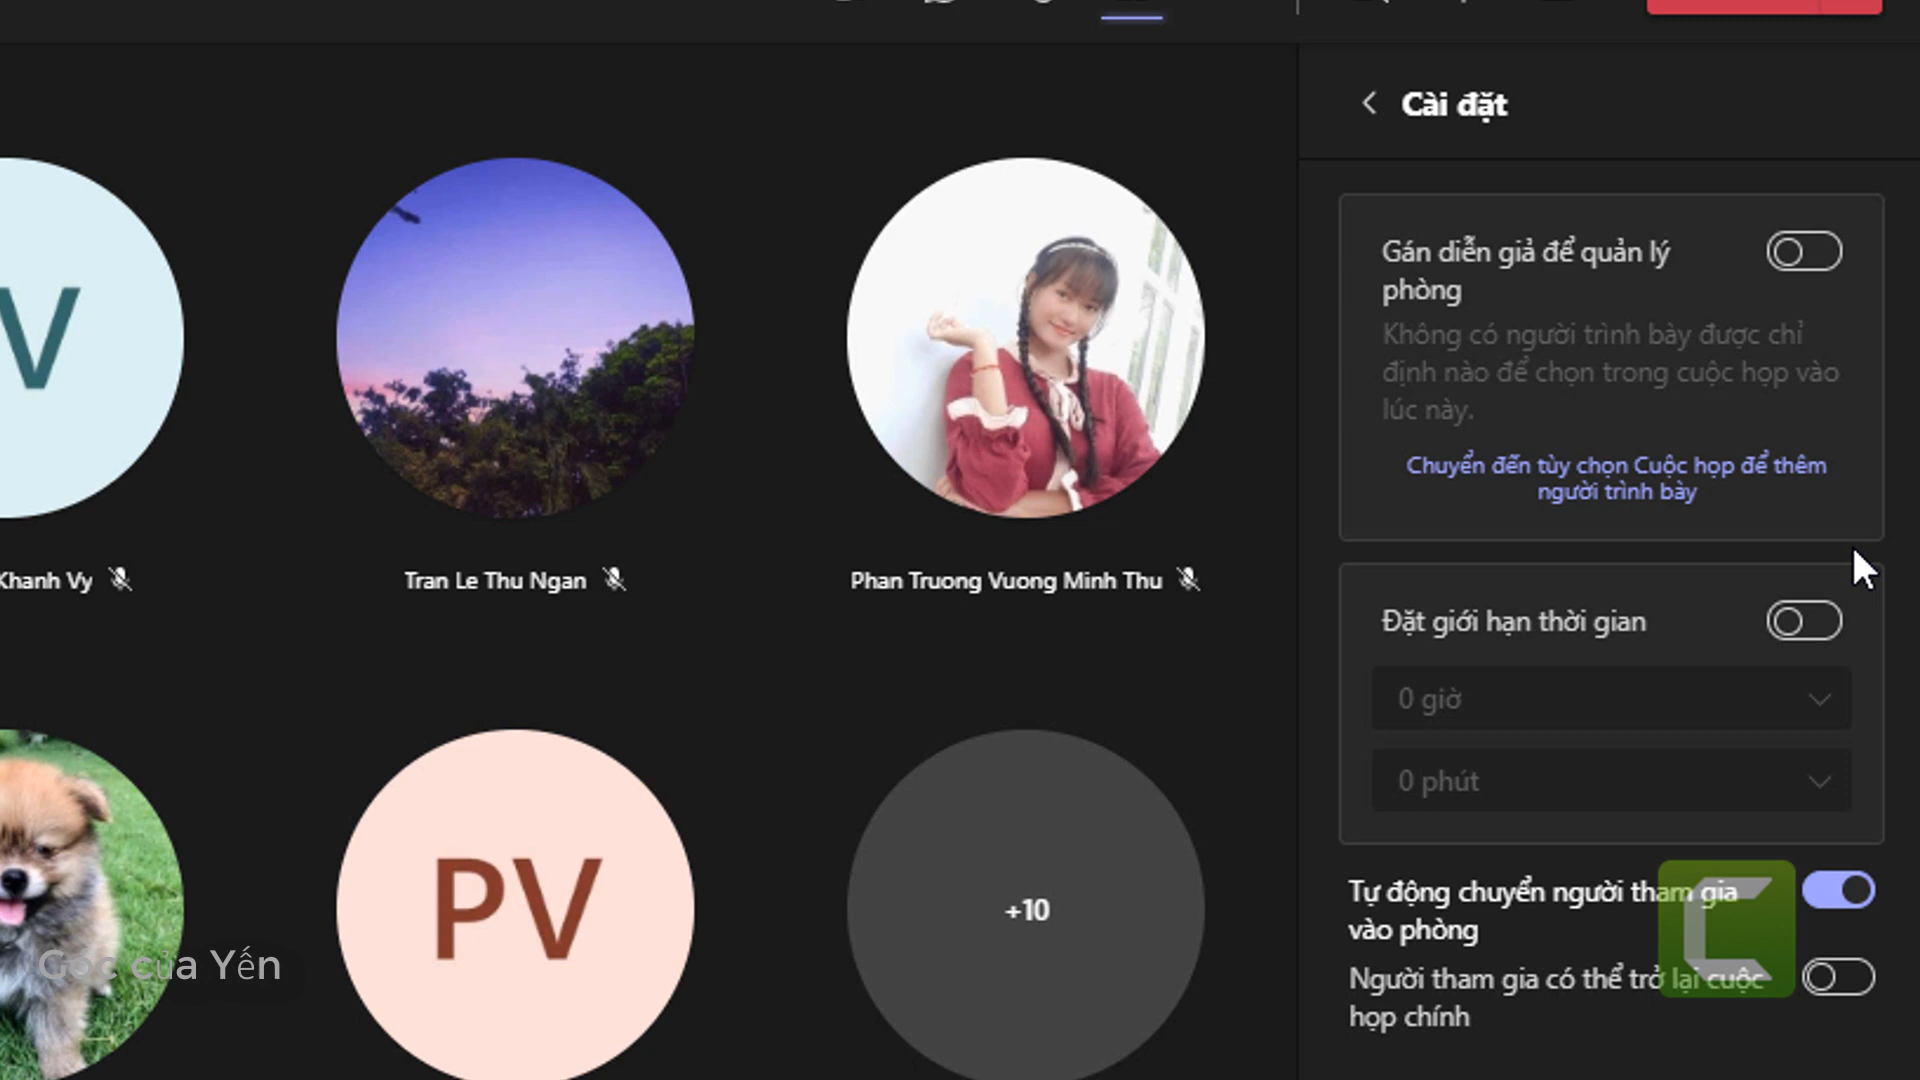 Cài đặt
Gán diễn giả để quản lý
phòng
Không có người trình bày được chỉ
định nào để chọn trong cuộc họp vào
lúc này.
Chuyển đến tùy chọn Cuộc họp để thêm
người trình bày
V
Khanh Vy
Tran Le Thu Ngan
Phan Truong Vuong Minh Thu
Đặt giới hạn thời gian
0 giờ
0 phút
PV
+10
Tự động chuyển người tham gia
vào phòng
Người tham gia có thể trở lại cuộc
họp chính
Góc của Yến